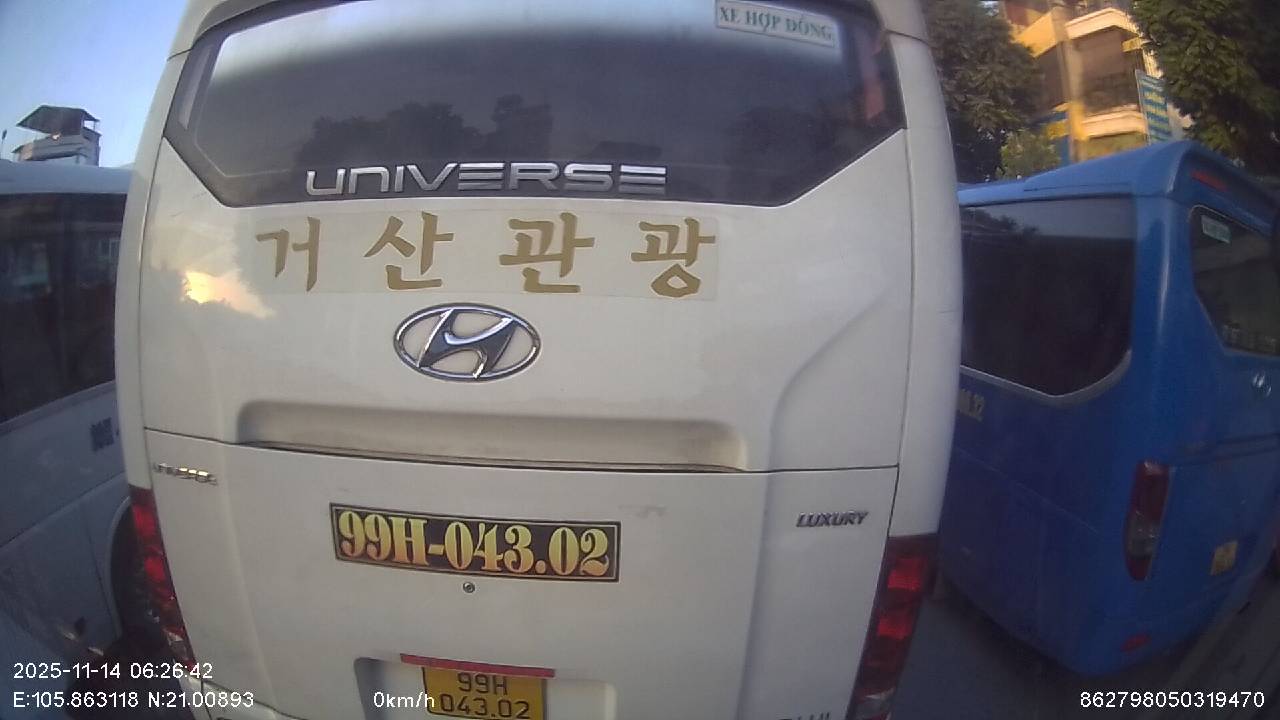 XE HỢP ĐỒNG
UNIVERSE
거산관광
UNIVERSE
LUXURY
99H-043.02
99H
043.02
2025-11-14 06:26:42
E:105.863118 N:21.00893
0km/h
862798050319470